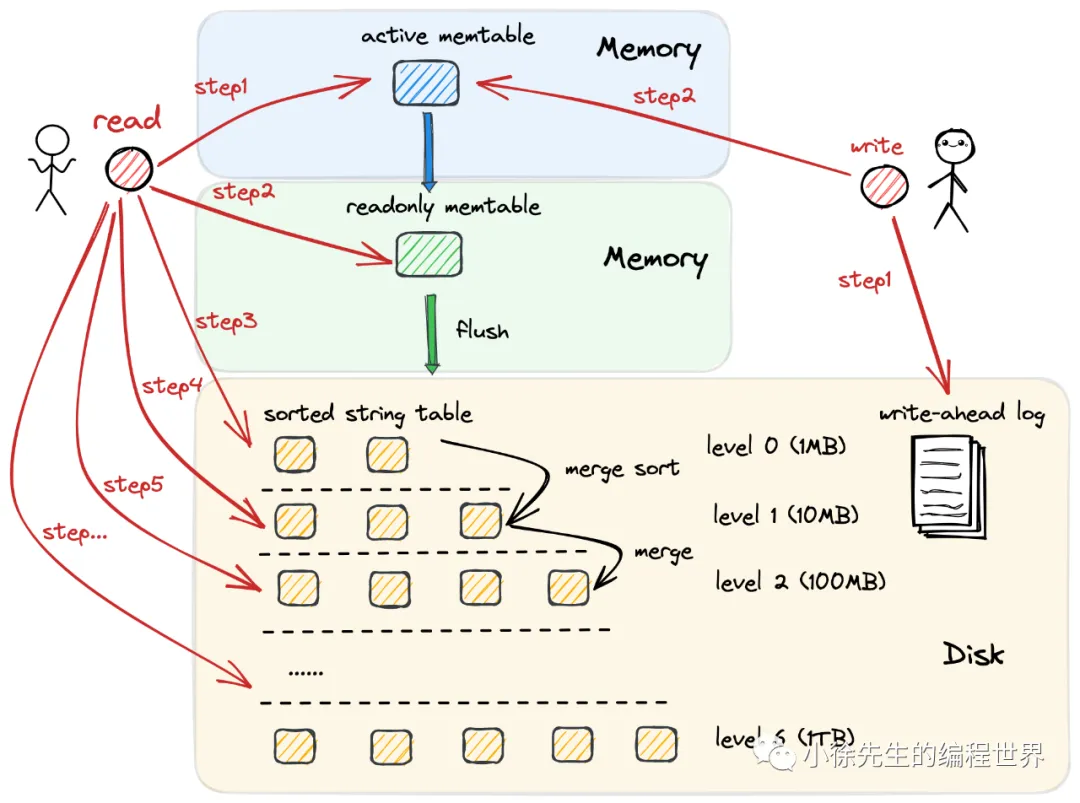 active memtable
Memory
step1
step2
read
write
step2
readonly memtable
Memory
step1
step3
flush
step4
sorted string table
write-ahead log
level 0 (1MB)
merge sort
step5
level 1 (10MB)
step...
merge
level 2 (100MB)
Disk
......
level 6 (1TB)
小徐先生的编程世界